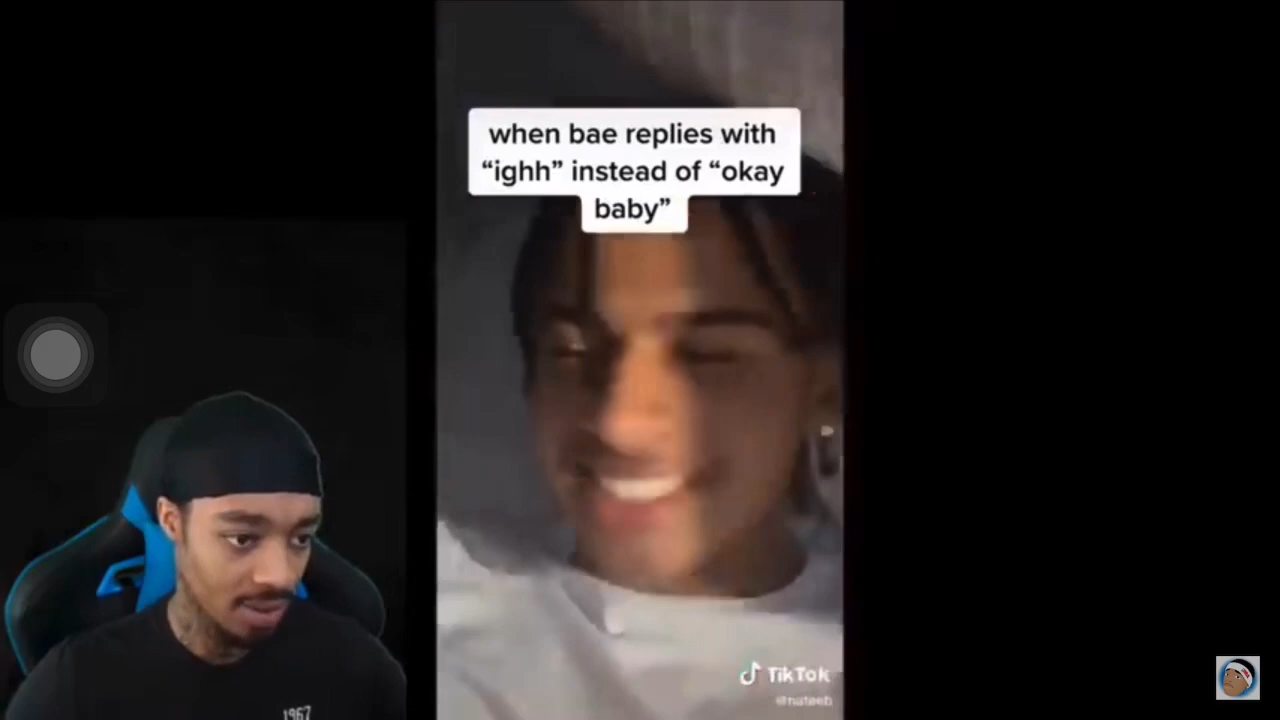 when bae replies with
“ighh” instead of “okay
baby”
TikTok
1967